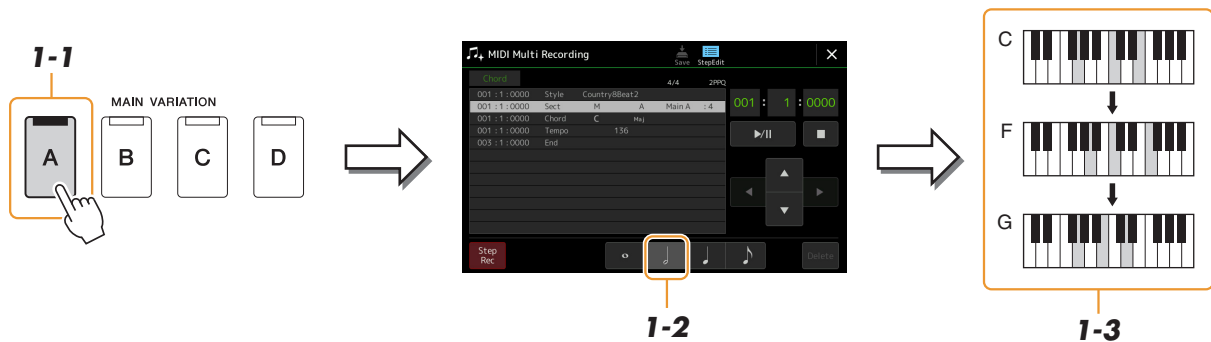 1-1
MAIN VARIATION
A
B
C
D
MIDI Multi Recording
Save
StepEdit
Chord
4/4
2PPQ
001 : 1 : 0000 Style Country8Beat2
001 : 1 : 0000 Sect M A Main A : 4
001 : 1 : 0000 Chord C Maj
001 : 1 : 0000 Tempo 136
003 : 1 : 0000 End
001 : 1 : 0000
Step
Rec
Delete
1-2
C
F
G
1-3